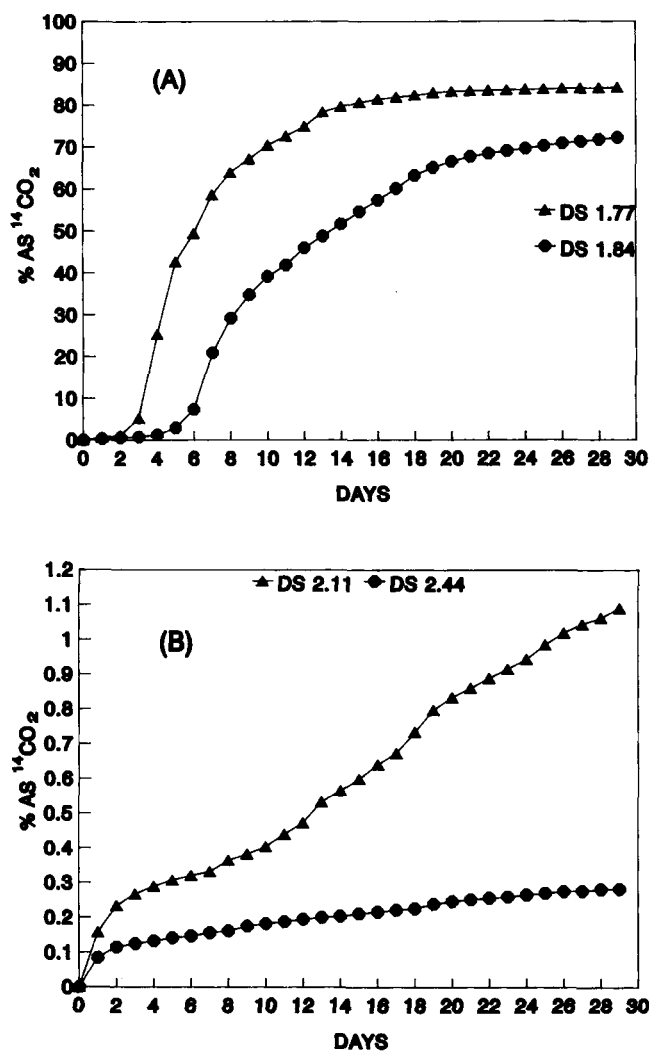 100
90
(A)
80
70
60
50
40
30
20
10
0
% AS ¹⁴CO₂
▲ DS 1.77
● DS 1.84
0 2 4 6 8 10 12 14 16 18 20 22 24 26 28 30
DAYS
1.2
▲ DS 2.11 ● DS 2.44
1.1
(B)
1
0.9
0.8
0.7
0.6
0.5
0.4
0.3
0.2
0.1
0
% AS ¹⁴CO₂
0 2 4 6 8 10 12 14 16 18 20 22 24 26 28 30
DAYS